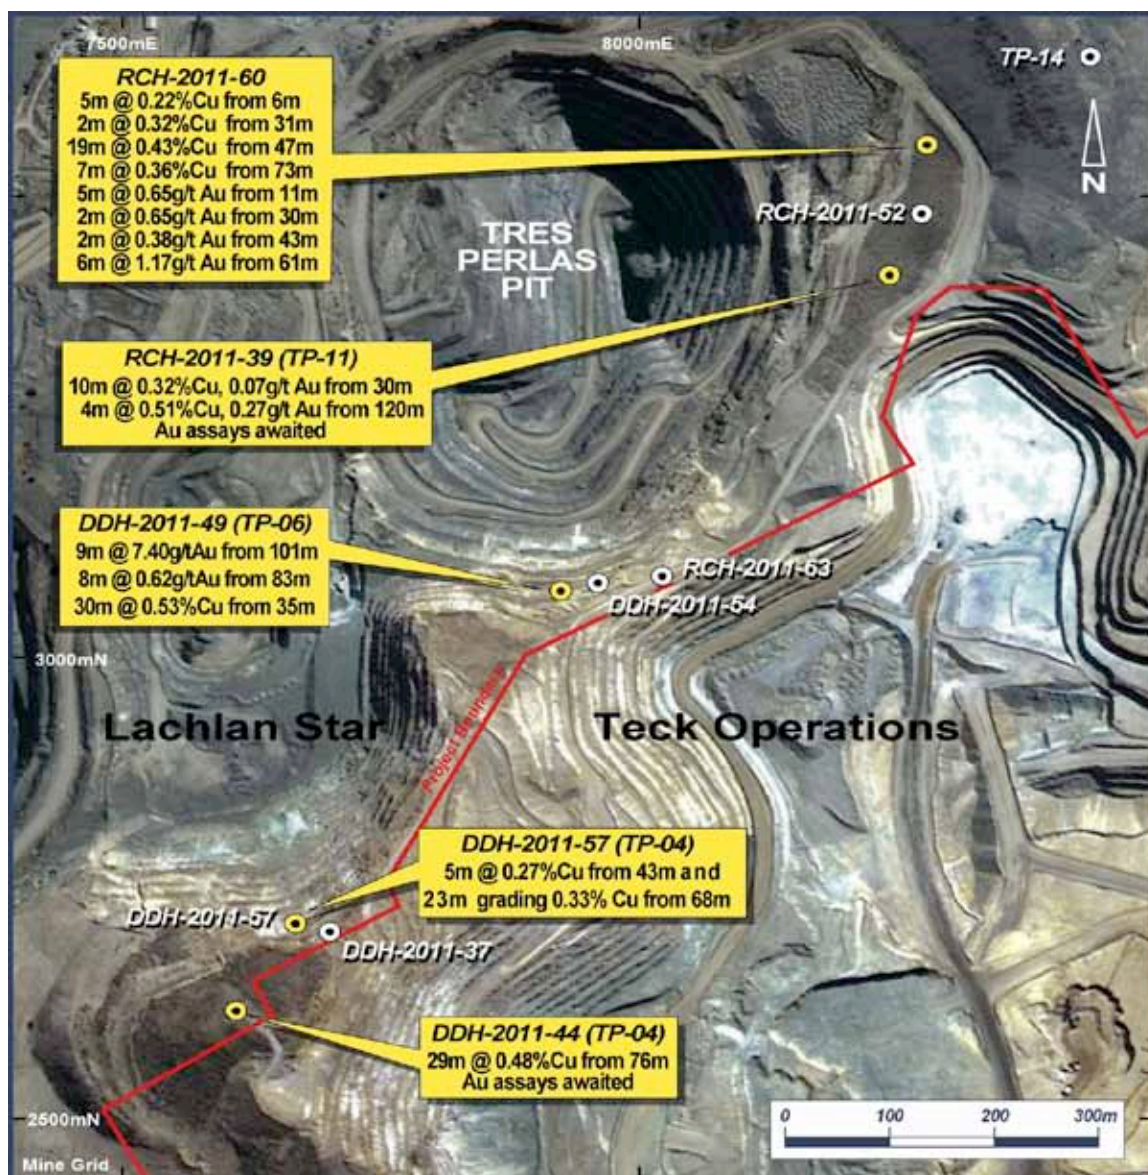 7500mE
8000mE
TP-14
N
RCH-2011-60
5m @ 0.22%Cu from 6m
2m @ 0.32%Cu from 31m
19m @ 0.43%Cu from 47m
7m @ 0.36%Cu from 73m
5m @ 0.65g/t Au from 11m
2m @ 0.65g/t Au from 30m
2m @ 0.38g/t Au from 43m
6m @ 1.17g/t Au from 61m
RCH-2011-52
TRES
PERLAS
PIT
RCH-2011-39 (TP-11)
10m @ 0.32%Cu, 0.07g/t Au from 30m
4m @ 0.51%Cu, 0.27g/t Au from 120m
Au assays awaited
DDH-2011-49 (TP-06)
9m @ 7.40g/tAu from 101m
8m @ 0.62g/tAu from 83m
30m @ 0.53%Cu from 35m
RCH-2011-63
DDH-2011-54
3000mN
Lachlan Star
Teck Operations
Project Boundary
DDH-2011-57 (TP-04)
5m @ 0.27%Cu from 43m and
23m grading 0.33% Cu from 68m
DDH-2011-57
DDH-2011-37
DDH-2011-44 (TP-04)
29m @ 0.48%Cu from 76m
Au assays awaited
2500mN
0 100 200 300m
Mine Grid